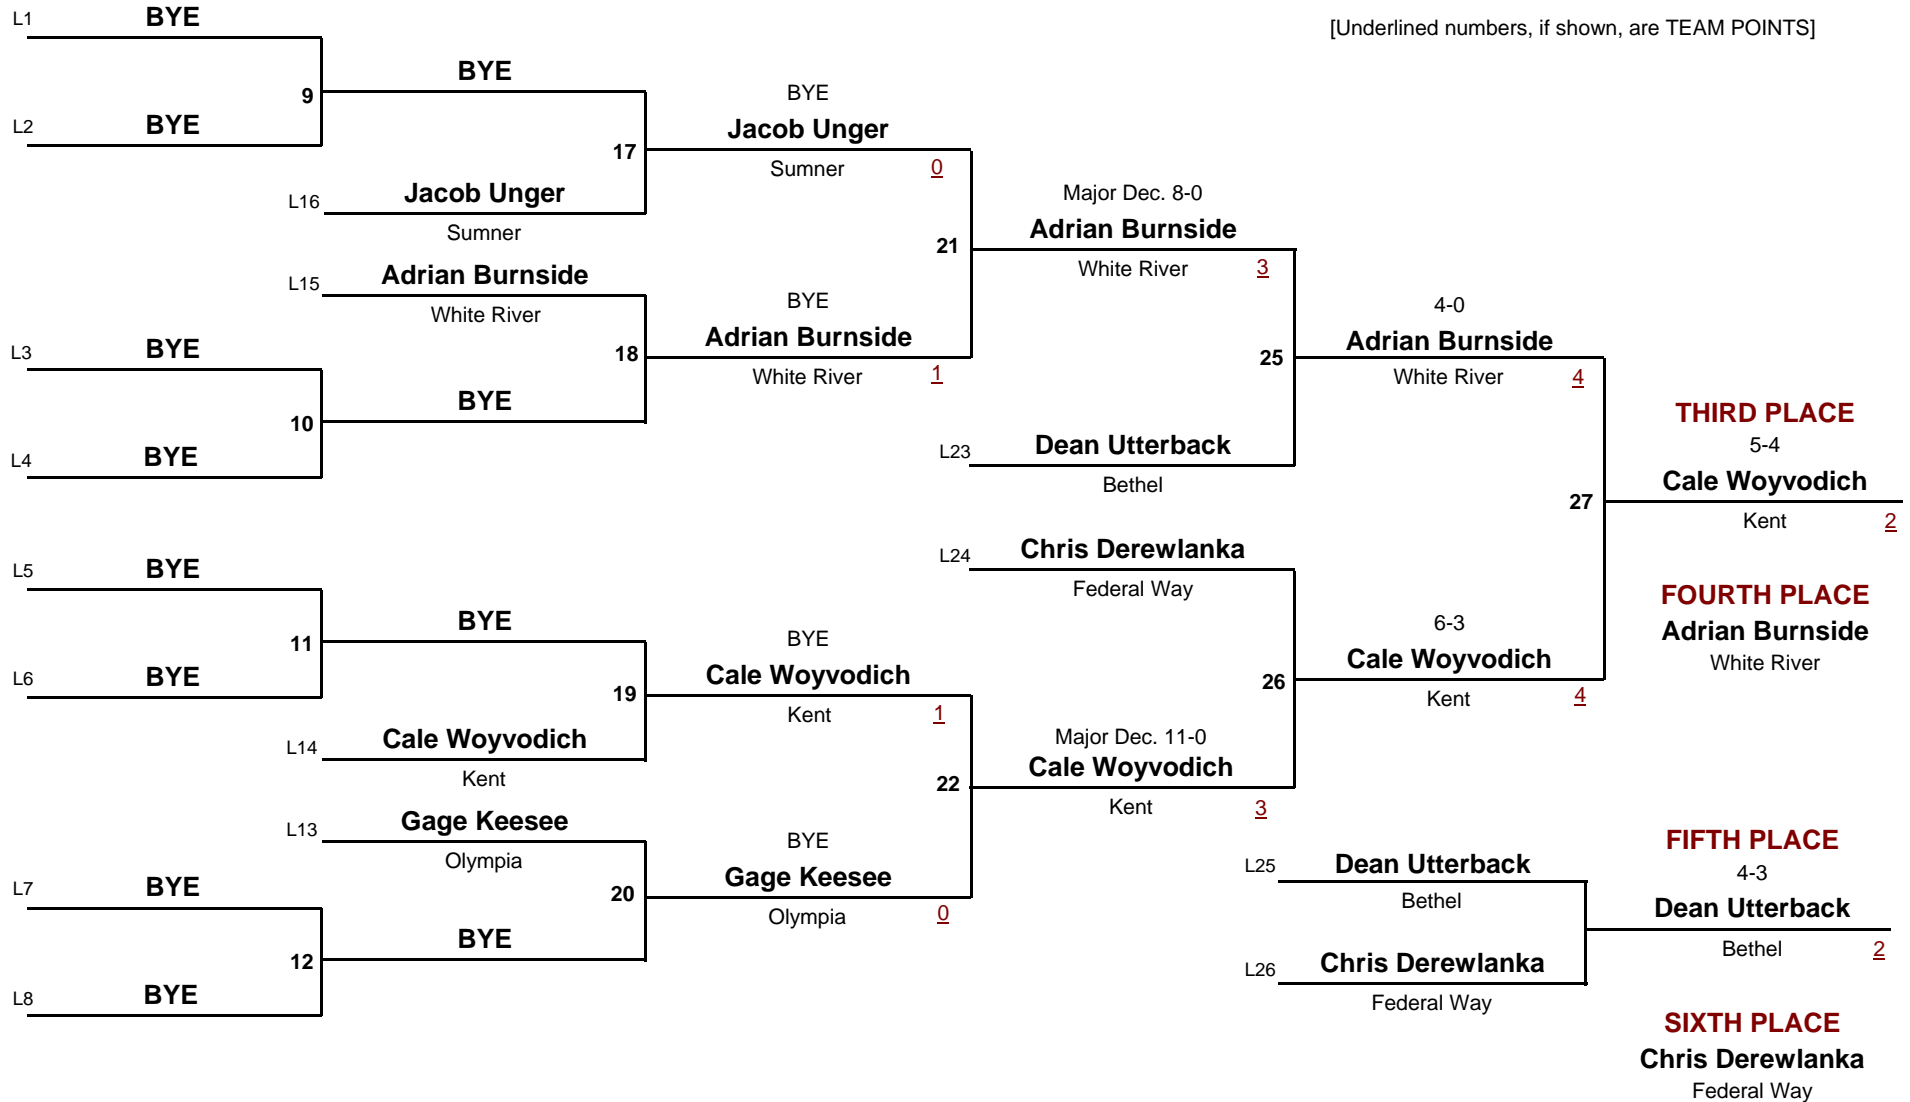 [Underlined numbers, if shown, are TEAM POINTS]
L1 BYE
9
L2 BYE
BYE
17
L16 Jacob Unger
Sumner
BYE
Jacob Unger
Sumner 0
L15 Adrian Burnside
White River
18
L3 BYE
10
L4 BYE
BYE
BYE
Adrian Burnside
White River 1
21
Major Dec. 8-0
Adrian Burnside
White River 3
25
L23 Dean Utterback
Bethel
4-0
Adrian Burnside
White River 4
27
L5 BYE
11
L6 BYE
BYE
19
L14 Cale Woyvodich
Kent
BYE
Cale Woyvodich
Kent 1
22
L13 Gage Keesee
Olympia
20
L7 BYE
12
L8 BYE
BYE
BYE
Gage Keesee
Olympia 0
L24 Chris Derewlanka
Federal Way
26
Major Dec. 11-0
Cale Woyvodich
Kent 3
6-3
Cale Woyvodich
Kent 4
THIRD PLACE
5-4
Cale Woyvodich
Kent 2
FOURTH PLACE
Adrian Burnside
White River
L25 Dean Utterback
Bethel
L26 Chris Derewlanka
Federal Way
FIFTH PLACE
4-3
Dean Utterback
Bethel 2
SIXTH PLACE
Chris Derewlanka
Federal Way